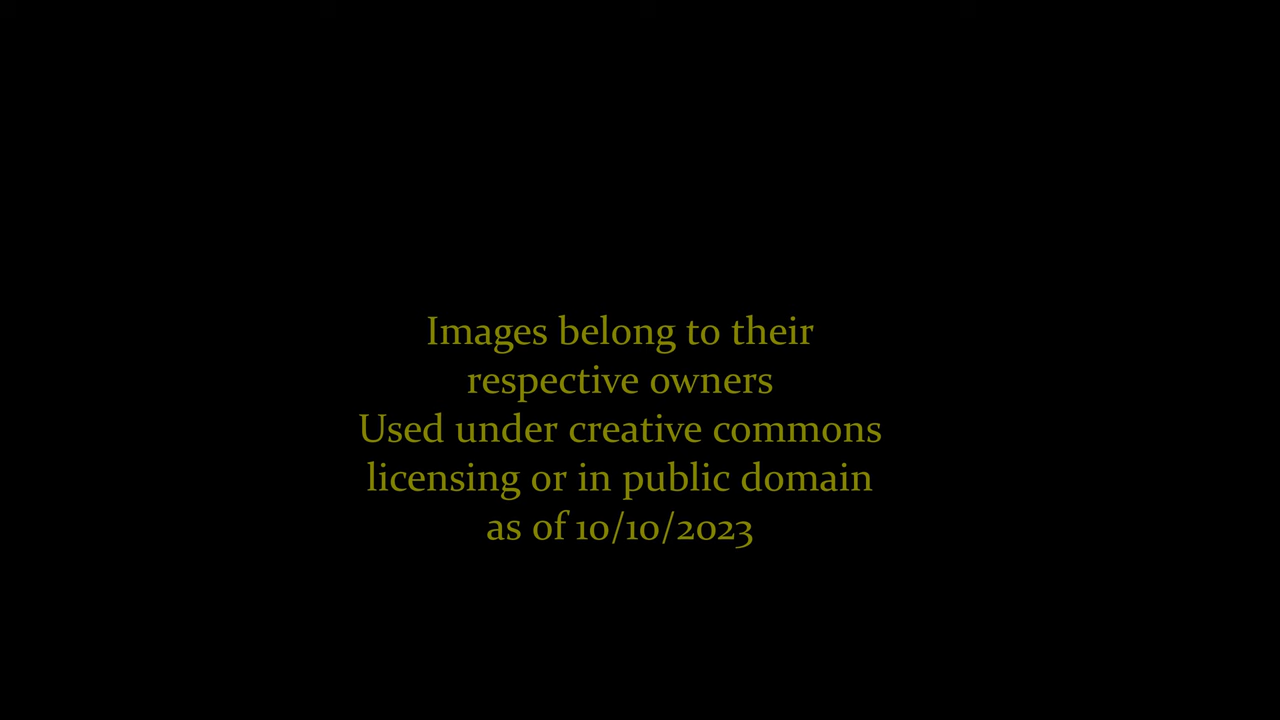 Images belong to their
respective owners
Used under creative commons
licensing or in public domain
as of 10/10/2023